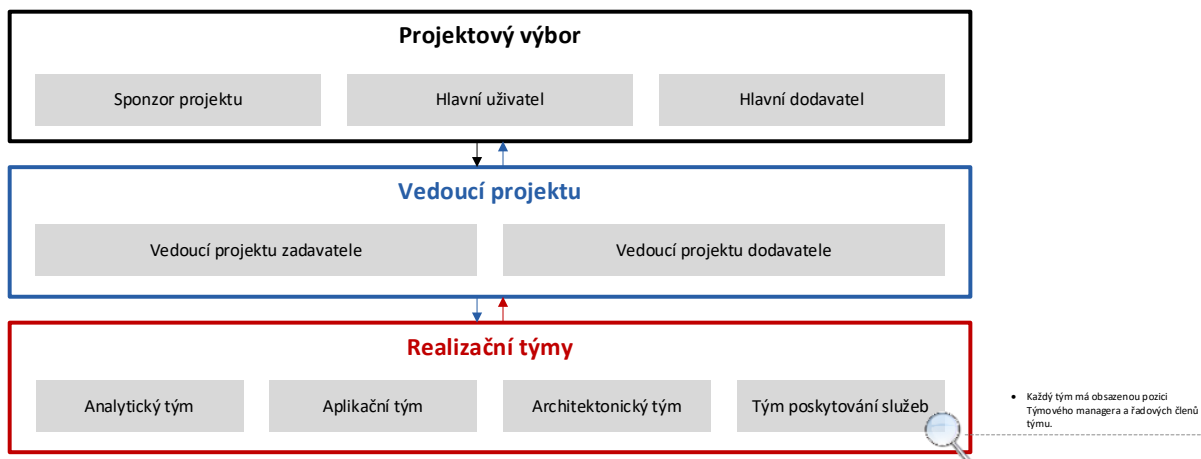 Projektový výbor
Sponzor projektu
Hlavní uživatel
Hlavní dodavatel
Vedoucí projektu
Vedoucí projektu zadavatele
Vedoucí projektu dodavatele
Realizační týmy
Analytický tým
Aplikační tým
Architektonický tým
Tým poskytování služeb
• Každý tým má obsazenou pozici
Týmového managera a řadových členů
týmu.